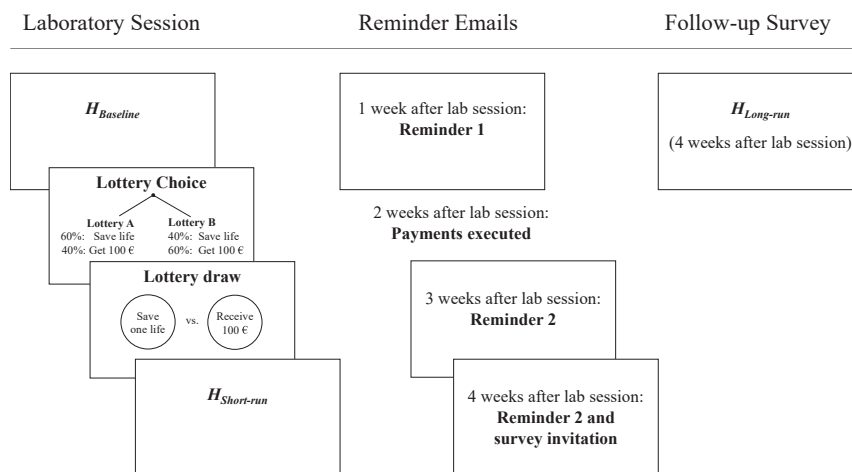 Laboratory Session
Reminder Emails
Follow-up Survey
H_Baseline
Lottery Choice
Lottery A
60%: Save life
40%: Get 100 €
Lottery B
40%: Save life
60%: Get 100 €
Lottery draw
Save
one life
vs.
Receive
100 €
H_Short-run
1 week after lab session:
Reminder 1
2 weeks after lab session:
Payments executed
3 weeks after lab session:
Reminder 2
4 weeks after lab session:
Reminder 2 and
survey invitation
H_Long-run
(4 weeks after lab session)